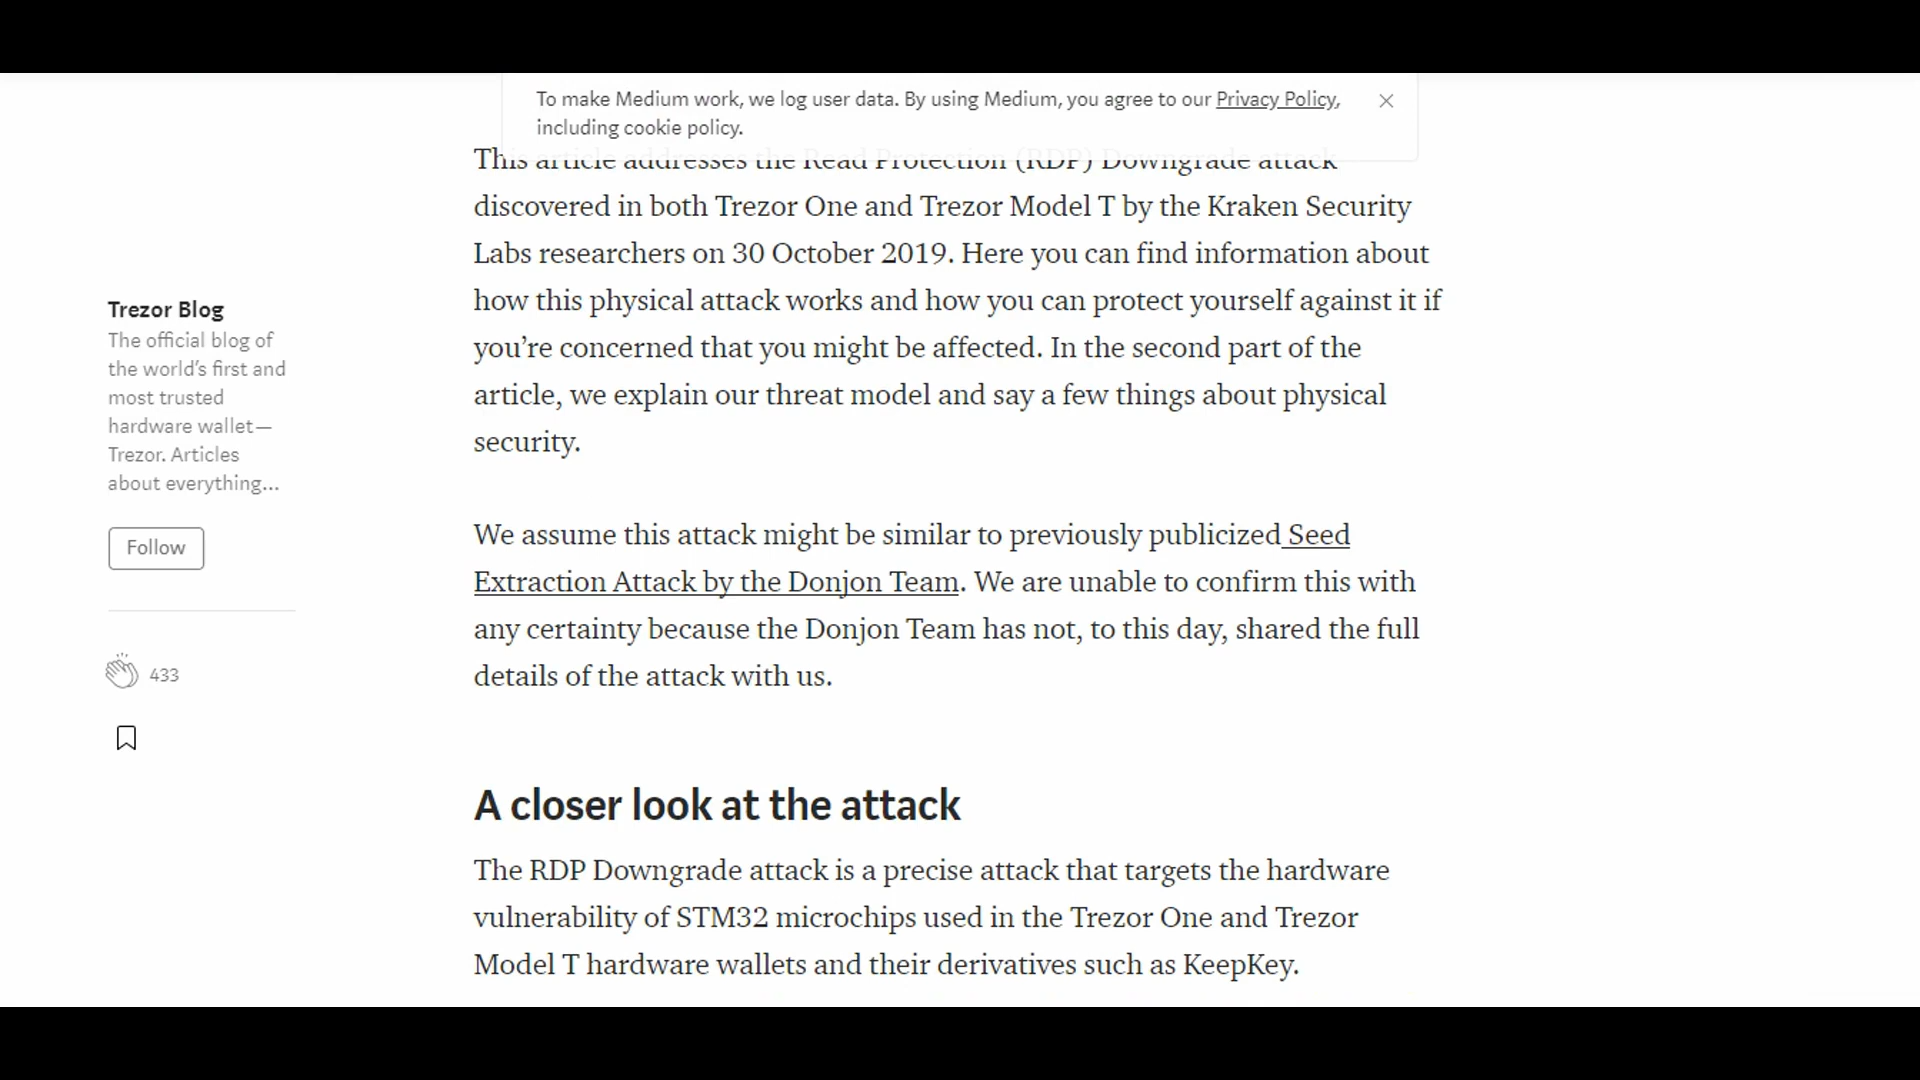 To make Medium work, we log user data. By using Medium, you agree to our Privacy Policy,
including cookie policy.
This article addresses the Read Protection (RDP) Downgrade attack
discovered in both Trezor One and Trezor Model T by the Kraken Security
Labs researchers on 30 October 2019. Here you can find information about
how this physical attack works and how you can protect yourself against it if
you’re concerned that you might be affected. In the second part of the
article, we explain our threat model and say a few things about physical
security.
Trezor Blog
The official blog of
the world’s first and
most trusted
hardware wallet—
Trezor. Articles
about everything...
Follow
433
We assume this attack might be similar to previously publicized Seed
Extraction Attack by the Donjon Team. We are unable to confirm this with
any certainty because the Donjon Team has not, to this day, shared the full
details of the attack with us.
A closer look at the attack
The RDP Downgrade attack is a precise attack that targets the hardware
vulnerability of STM32 microchips used in the Trezor One and Trezor
Model T hardware wallets and their derivatives such as KeepKey.